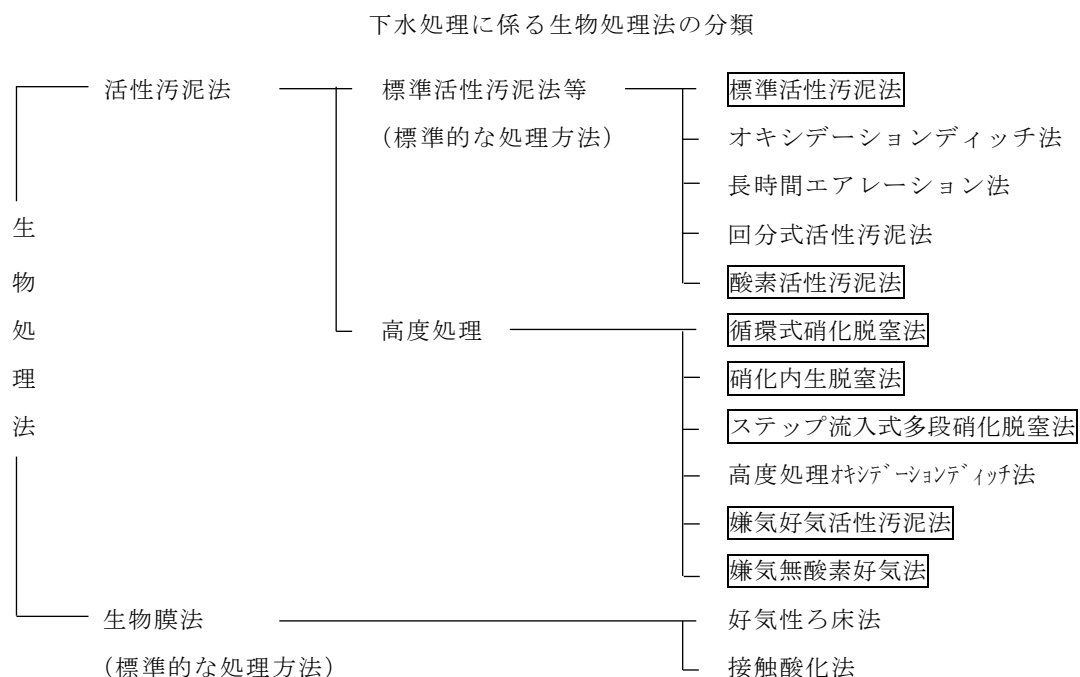 下水処理に係る生物処理法の分類
活性汚泥法 標準活性汚泥法等 標準活性汚泥法
(標準的な処理方法) オキシデーションディッチ法
長時間エアレーション法
生 回分式活性汚泥法
物 酸素活性汚泥法
処 高度処理 循環式硝化脱窒法
理 硝化内生脱窒法
法 ステップ流入式多段硝化脱窒法
高度処理ｵｷｼﾃﾞｰｼｮﾝﾃﾞｨｯﾁ法
嫌気好気活性汚泥法
嫌気無酸素好気法
生物膜法 好気性ろ床法
(標準的な処理方法) 接触酸化法